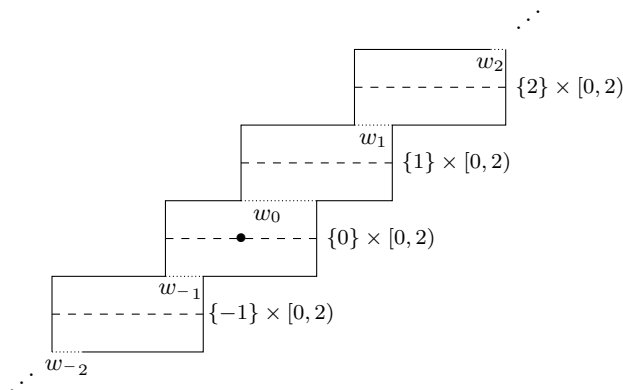 w_2
{2} × [0, 2)
w_1
{1} × [0, 2)
w_0
{0} × [0, 2)
w_{-1}
{-1} × [0, 2)
w_{-2}